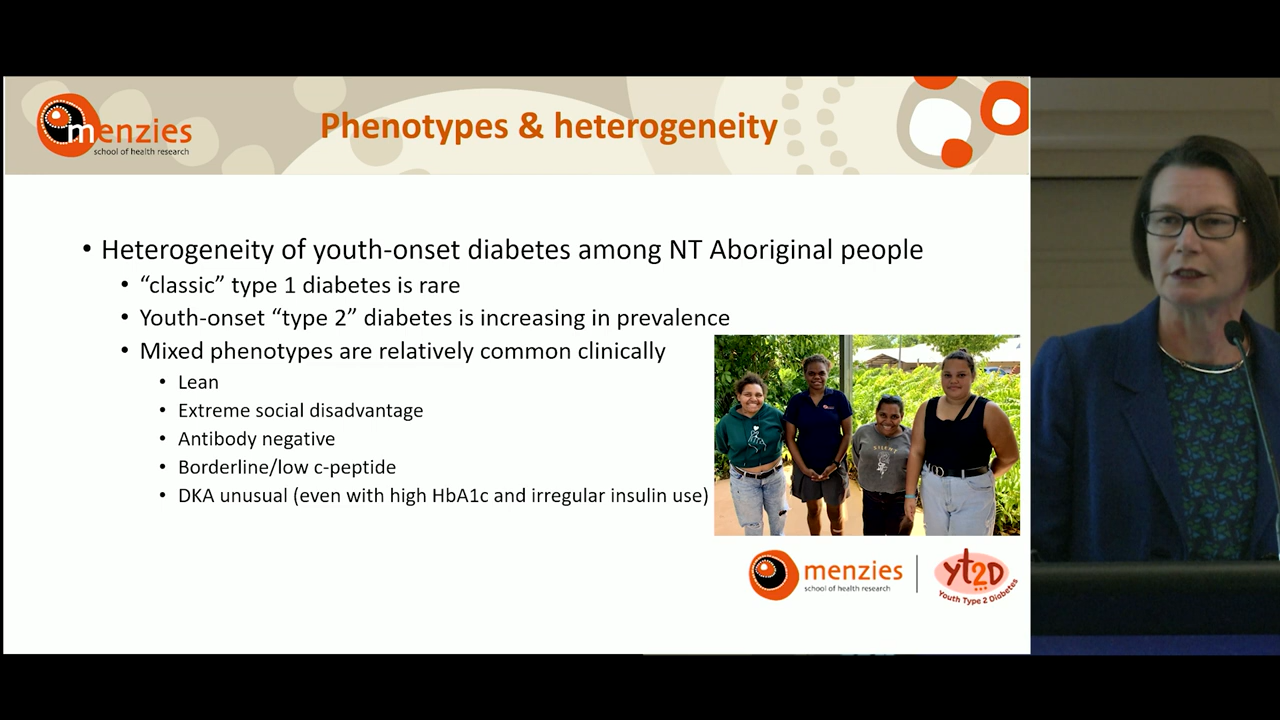 menzies
school of health research
Phenotypes & heterogeneity
• Heterogeneity of youth-onset diabetes among NT Aboriginal people
• “classic” type 1 diabetes is rare
• Youth-onset “type 2” diabetes is increasing in prevalence
• Mixed phenotypes are relatively common clinically
• Lean
• Extreme social disadvantage
• Antibody negative
• Borderline/low c-peptide
• DKA unusual (even with high HbA1c and irregular insulin use)
menzies
school of health research
yt2D
Youth Type 2 Diabetes